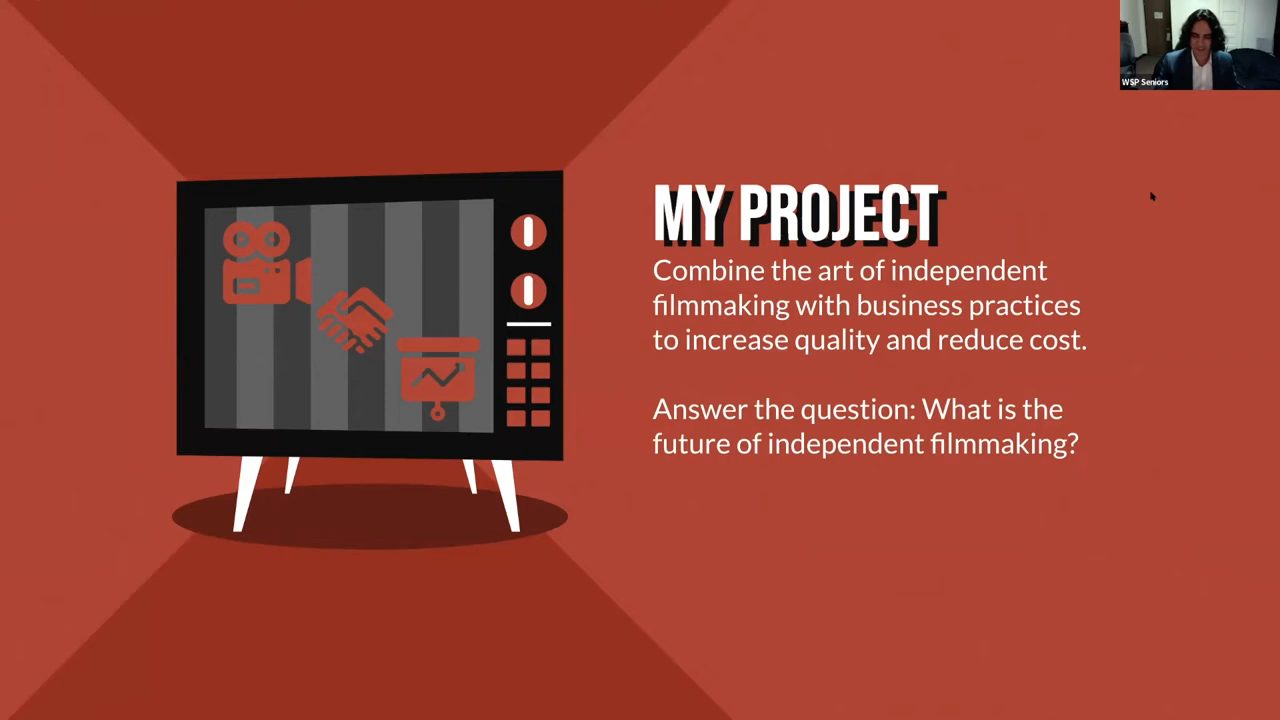 WSP Seniors
MY PROJECT
Combine the art of independent
filmmaking with business practices
to increase quality and reduce cost.
Answer the question: What is the
future of independent filmmaking?